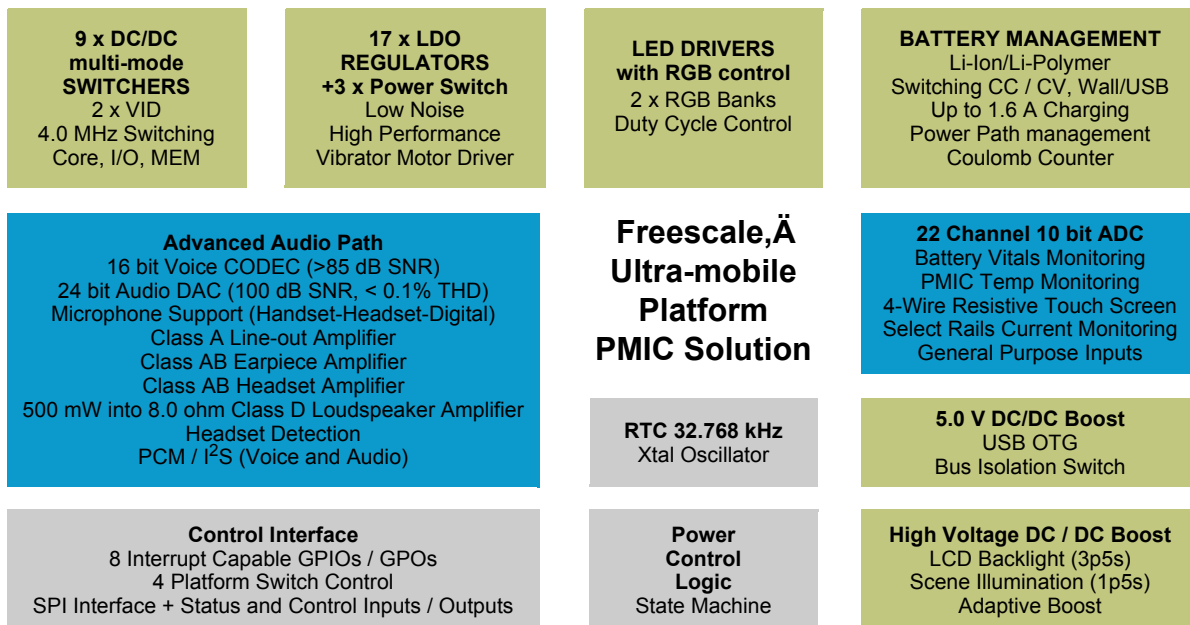 9 x DC/DC
multi-mode
SWITCHERS
2 x VID
4.0 MHz Switching
Core, I/O, MEM
17 x LDO
REGULATORS
+3 x Power Switch
Low Noise
High Performance
Vibrator Motor Driver
LED DRIVERS
with RGB control
2 x RGB Banks
Duty Cycle Control
BATTERY MANAGEMENT
Li-Ion/Li-Polymer
Switching CC / CV, Wall/USB
Up to 1.6 A Charging
Power Path management
Coulomb Counter
Advanced Audio Path
16 bit Voice CODEC (>85 dB SNR)
24 bit Audio DAC (100 dB SNR, < 0.1% THD)
Microphone Support (Handset-Headset-Digital)
Class A Line-out Amplifier
Class AB Earpiece Amplifier
Class AB Headset Amplifier
500 mW into 8.0 ohm Class D Loudspeaker Amplifier
Headset Detection
PCM / I²S (Voice and Audio)
Freescale‚Ä
Ultra-mobile
Platform
PMIC Solution
22 Channel 10 bit ADC
Battery Vitals Monitoring
PMIC Temp Monitoring
4-Wire Resistive Touch Screen
Select Rails Current Monitoring
General Purpose Inputs
RTC 32.768 kHz
Xtal Oscillator
5.0 V DC/DC Boost
USB OTG
Bus Isolation Switch
Control Interface
8 Interrupt Capable GPIOs / GPOs
4 Platform Switch Control
SPI Interface + Status and Control Inputs / Outputs
Power
Control
Logic
State Machine
High Voltage DC / DC Boost
LCD Backlight (3p5s)
Scene Illumination (1p5s)
Adaptive Boost